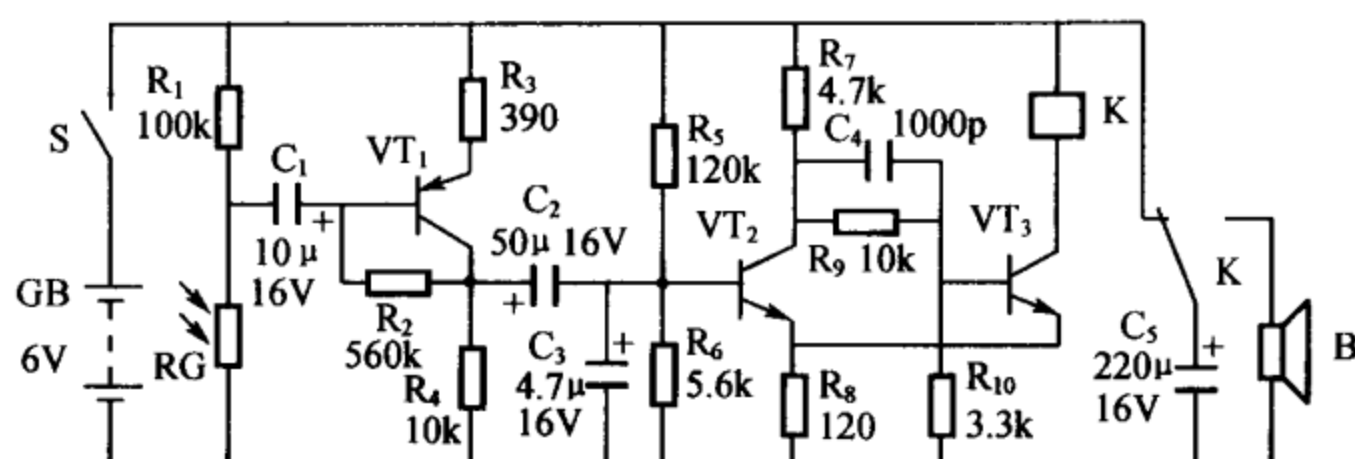 S
GB
6V
R₁
100k
RG
C₁
+
10μ
16V
VT₁
R₂
560k
R₃
390
R₄
10k
C₂
50μ 16V
+
C₃
+
4.7μ
16V
R₅
120k
R₆
5.6k
VT₂
R₇
4.7k
C₄
1000p
R₉ 10k
R₈
120
VT₃
R₁₀
3.3k
K
K
C₅
+
220μ
16V
B